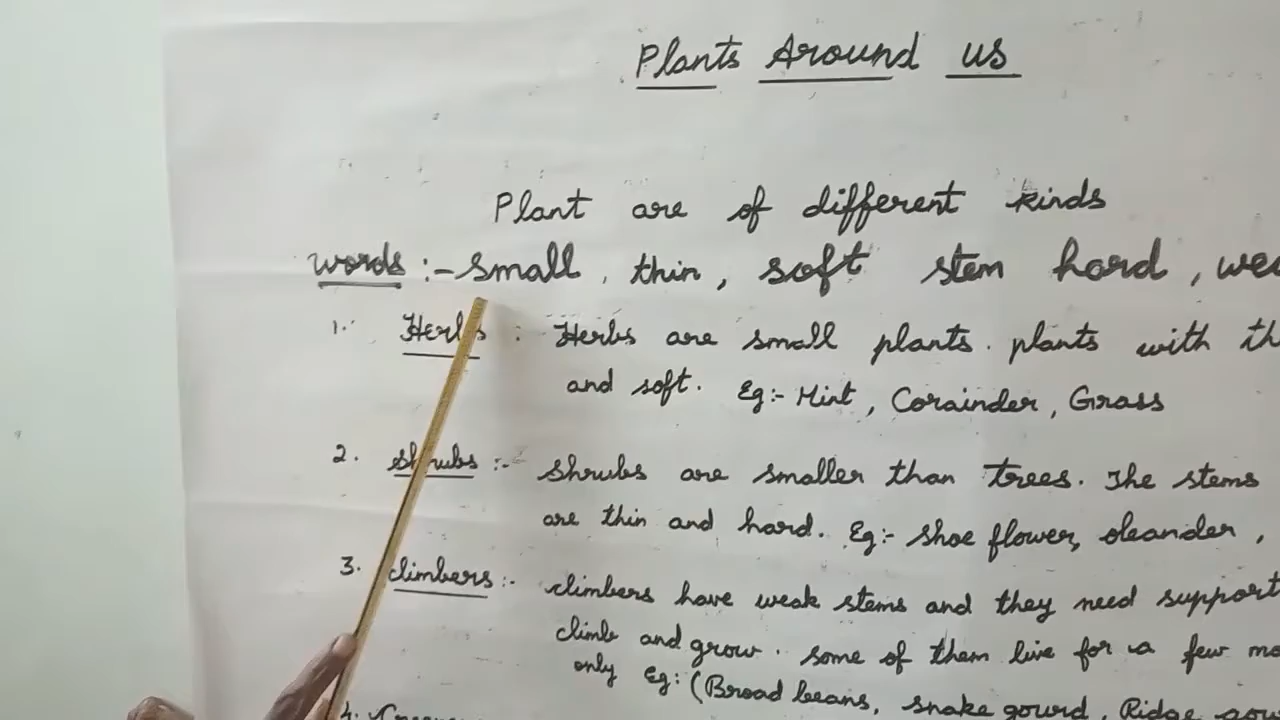 Plants Around us
Plant are of different kinds
words :- small, thin, soft stem hard, wea
1. Herbs : Herbs are small plants. plants with th
and soft. Eg:- Mint, Corainder, Grass
2. Shrubs :- Shrubs are smaller than trees. The stems
are thin and hard. Eg:- Shoe flower, oleander,
3. climbers :- climbers have weak stems and they need support
climb and grow. some of them live for a few mo
only Eg: (Broad beans, snake gourd, Ridge gou
4.